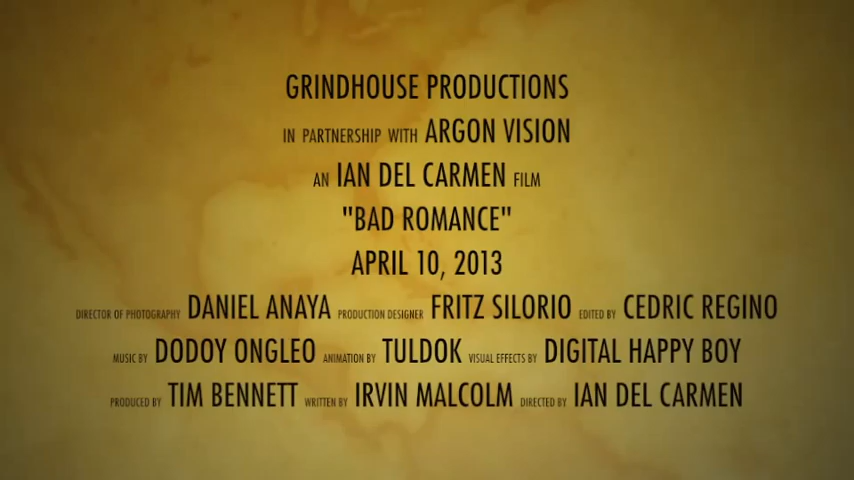 GRINDHOUSE PRODUCTIONS
IN PARTNERSHIP WITH ARGON VISION
AN IAN DEL CARMEN FILM
"BAD ROMANCE"
APRIL 10, 2013
DIRECTOR OF PHOTOGRAPHY DANIEL ANAYA PRODUCTION DESIGNER FRITZ SILORIO EDITED BY CEDRIC REGINO
MUSIC BY DODOY ONGLEO ANIMATION BY TULDOK VISUAL EFFECTS BY DIGITAL HAPPY BOY
PRODUCED BY TIM BENNETT WRITTEN BY IRVIN MALCOLM DIRECTED BY IAN DEL CARMEN